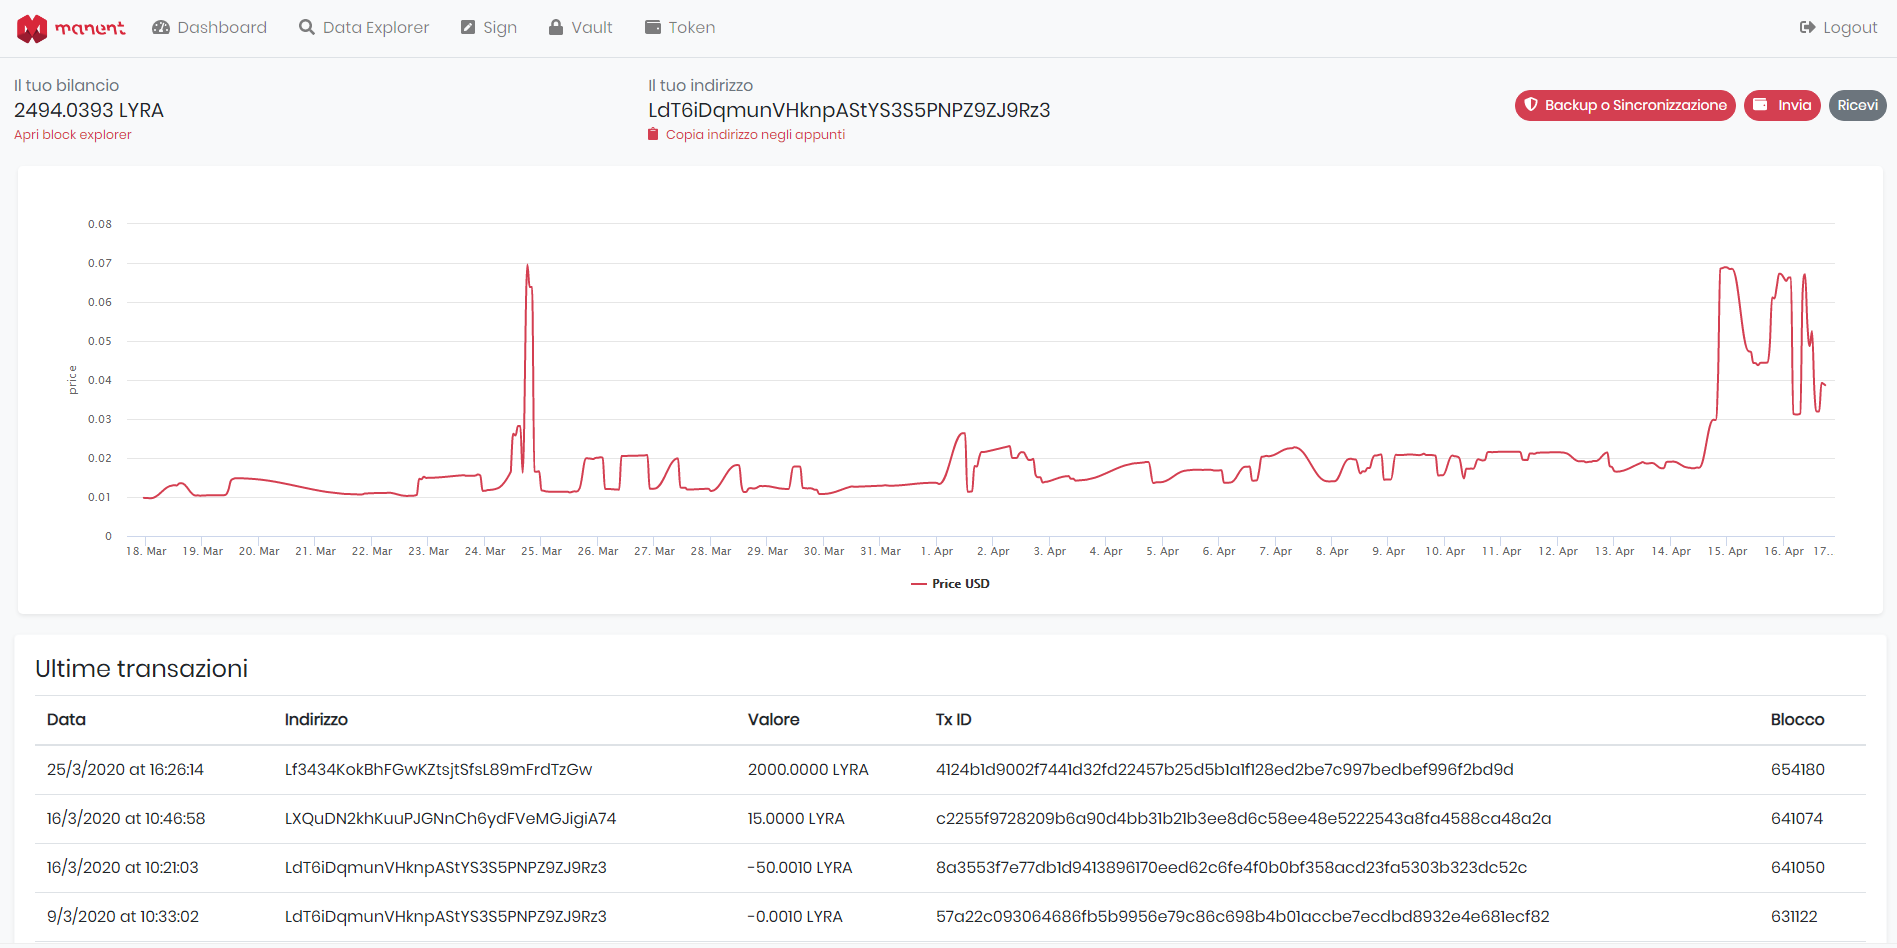 manent Dashboard Data Explorer Sign Vault Token Logout
Il tuo bilancio
2494.0393 LYRA
Apri block explorer
Il tuo indirizzo
LdT6iDqmunVHknpAStYS3S5PNPZ9ZJ9Rz3
Copia indirizzo negli appunti
Backup o Sincronizzazione Invia Ricevi
0.08
0.07
0.06
0.05
0.04
0.03
0.02
0.01
0
price
18. Mar 19. Mar 20. Mar 21. Mar 22. Mar 23. Mar 24. Mar 25. Mar 26. Mar 27. Mar 28. Mar 29. Mar 30. Mar 31. Mar 1. Apr 2. Apr 3. Apr 4. Apr 5. Apr 6. Apr 7. Apr 8. Apr 9. Apr 10. Apr 11. Apr 12. Apr 13. Apr 14. Apr 15. Apr 16. Apr 17..
Price USD
Ultime transazioni
Data Indirizzo Valore Tx ID Blocco
25/3/2020 at 16:26:14 Lf3434KokBhFGwKZtsjtSfsL89mFrdTzGw 2000.0000 LYRA 4124b1d9002f7441d32fd22457b25d5b1a1f128ed2be7c997bedbef996f2bd9d 654180
16/3/2020 at 10:46:58 LXQuDN2khKuuPJGNnCh6ydFVeMGJigiA74 15.0000 LYRA c2255f9728209b6a90d4bb31b21b3ee8d6c58ee48e5222543a8fa4588ca48a2a 641074
16/3/2020 at 10:21:03 LdT6iDqmunVHknpAStYS3S5PNPZ9ZJ9Rz3 -50.0010 LYRA 8a3553f7e77db1d9413896170eed62c6fe4f0b0bf358acd23fa5303b323dc52c 641050
9/3/2020 at 10:33:02 LdT6iDqmunVHknpAStYS3S5PNPZ9ZJ9Rz3 -0.0010 LYRA 57a22c093064686fb5b9956e79c86c698b4b01accbe7ecdbd8932e4e681ecf82 631122